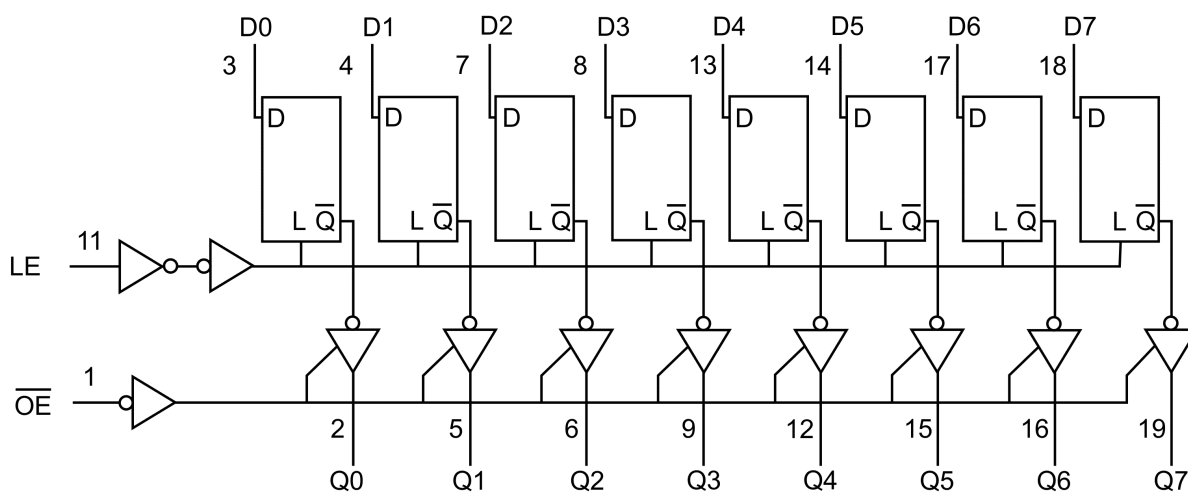 D0 D1 D2 D3 D4 D5 D6 D7
3 4 7 8 13 14 17 18
D D D D D D D D
L Q̅ L Q̅ L Q̅ L Q̅ L Q̅ L Q̅ L Q̅ L Q̅
11
LE
1
O̅E̅
2 5 6 9 12 15 16 19
Q0 Q1 Q2 Q3 Q4 Q5 Q6 Q7